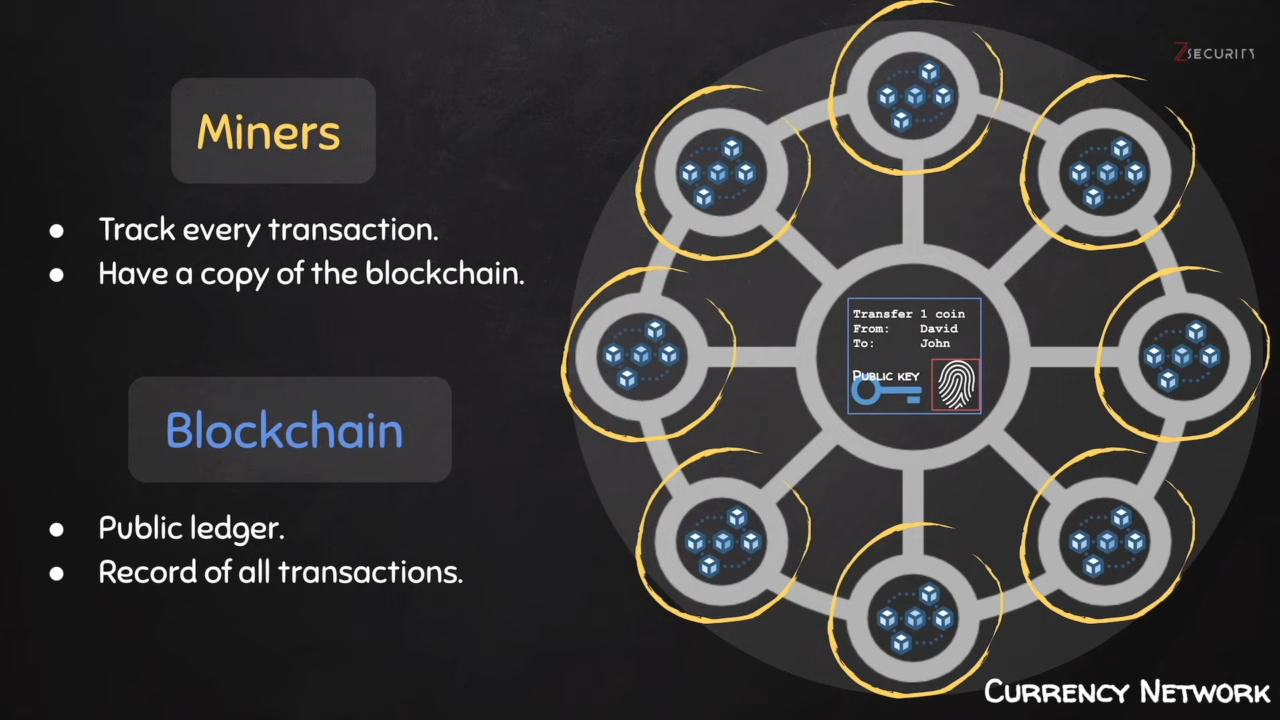 ZSECURITY
Miners
● Track every transaction.
● Have a copy of the blockchain.
Blockchain
● Public ledger.
● Record of all transactions.
Transfer 1 coin
From: David
To: John
PUBLIC KEY
CURRENCY NETWORK